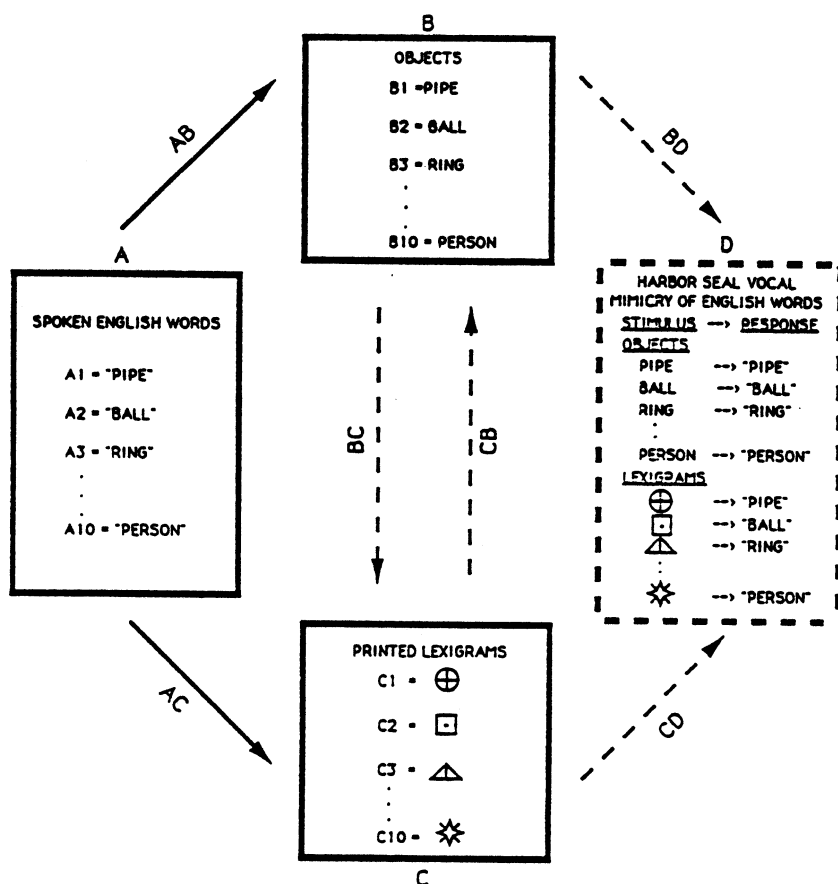 B
OBJECTS
B1 =PIPE
B2 = BALL
B3 = RING
B10 = PERSON
AB
BD
A
SPOKEN ENGLISH WORDS
A1 = "PIPE"
A2 = "BALL"
A3 = "RING"
A10 = "PERSON"
BC
CB
D
HARBOR SEAL VOCAL
MIMICRY OF ENGLISH WORDS
STIMULUS --> RESPONSE
OBJECTS
PIPE --> "PIPE"
BALL --> "BALL"
RING --> "RING"
PERSON --> "PERSON"
LEXIGRAMS
--> "PIPE"
--> "BALL"
--> "RING"
--> "PERSON"
AC
CD
PRINTED LEXIGRAMS
C1 =
C2 =
C3 =
C10 =
C